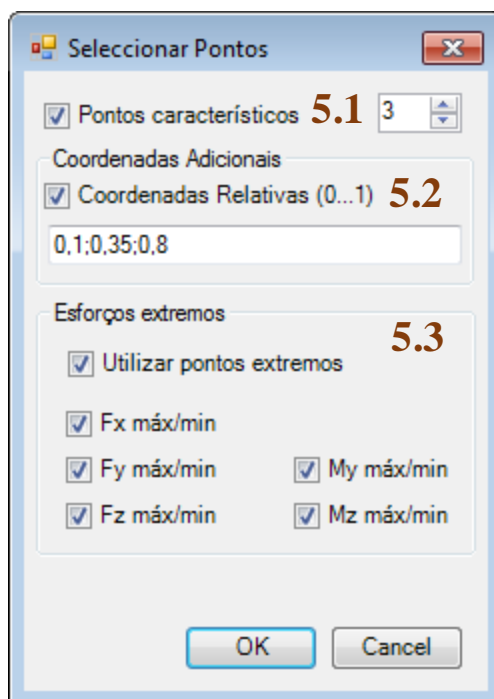 Seleccionar Pontos
Pontos característicos 5.1 3
Coordenadas Adicionais
Coordenadas Relativas (0...1) 5.2
0,1;0,35;0,8
Esforços extremos
5.3
Utilizar pontos extremos
Fx máx/min
Fy máx/min My máx/min
Fz máx/min Mz máx/min
OK Cancel